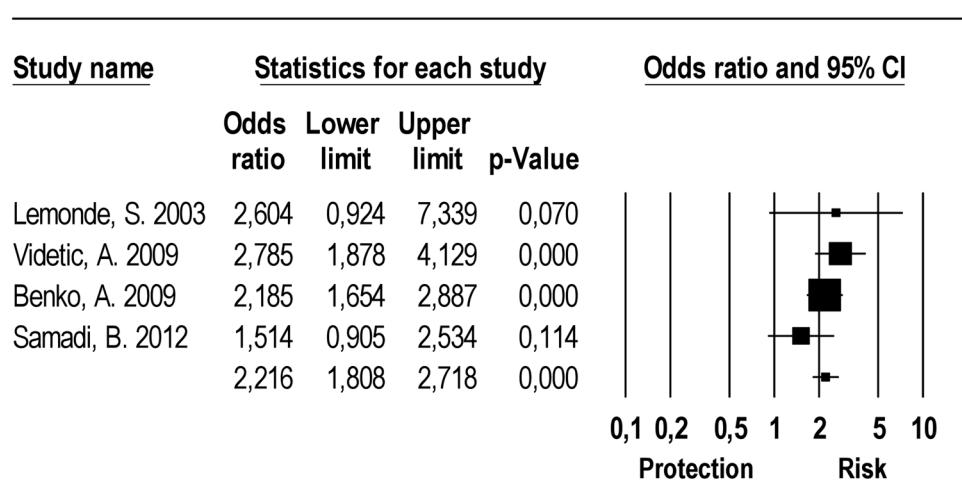 Study name Statistics for each study Odds ratio and 95% CI
Odds Lower Upper
ratio limit limit p-Value
Lemonde, S. 2003 2,604 0,924 7,339 0,070
Videtic, A. 2009 2,785 1,878 4,129 0,000
Benko, A. 2009 2,185 1,654 2,887 0,000
Samadi, B. 2012 1,514 0,905 2,534 0,114
2,216 1,808 2,718 0,000
0,1 0,2 0,5 1 2 5 10
Protection Risk